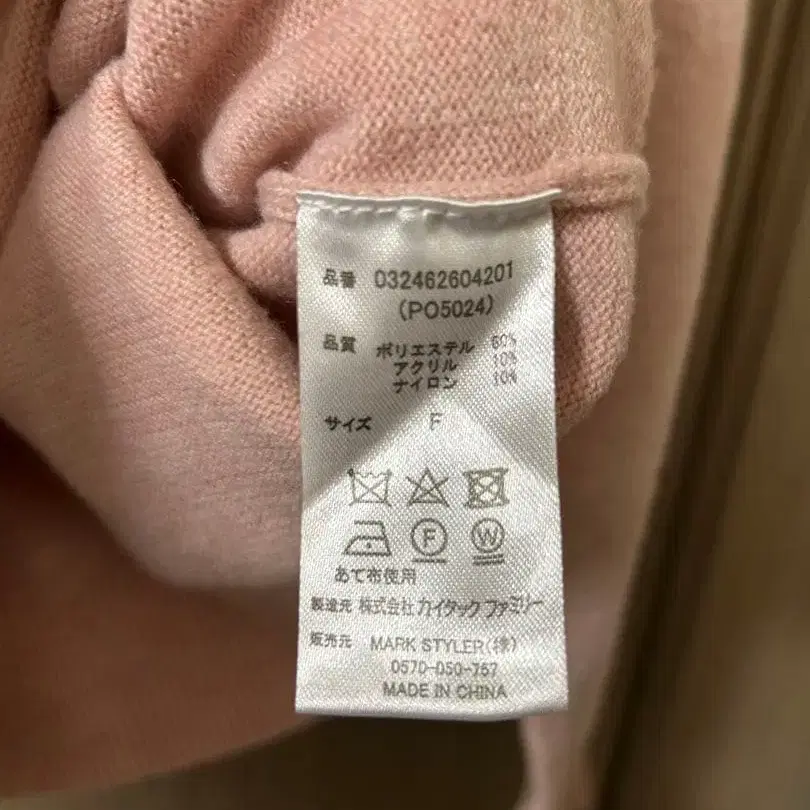 品番 032462604201
(PO5024)
品質 ポリエステル 80%
アクリル 10%
ナイロン 10%
サイズ F
F W
あて布使用
製造元 株式会社カイタックファミリー
販売元 MARK STYLER(株)
0570-050-757
MADE IN CHINA